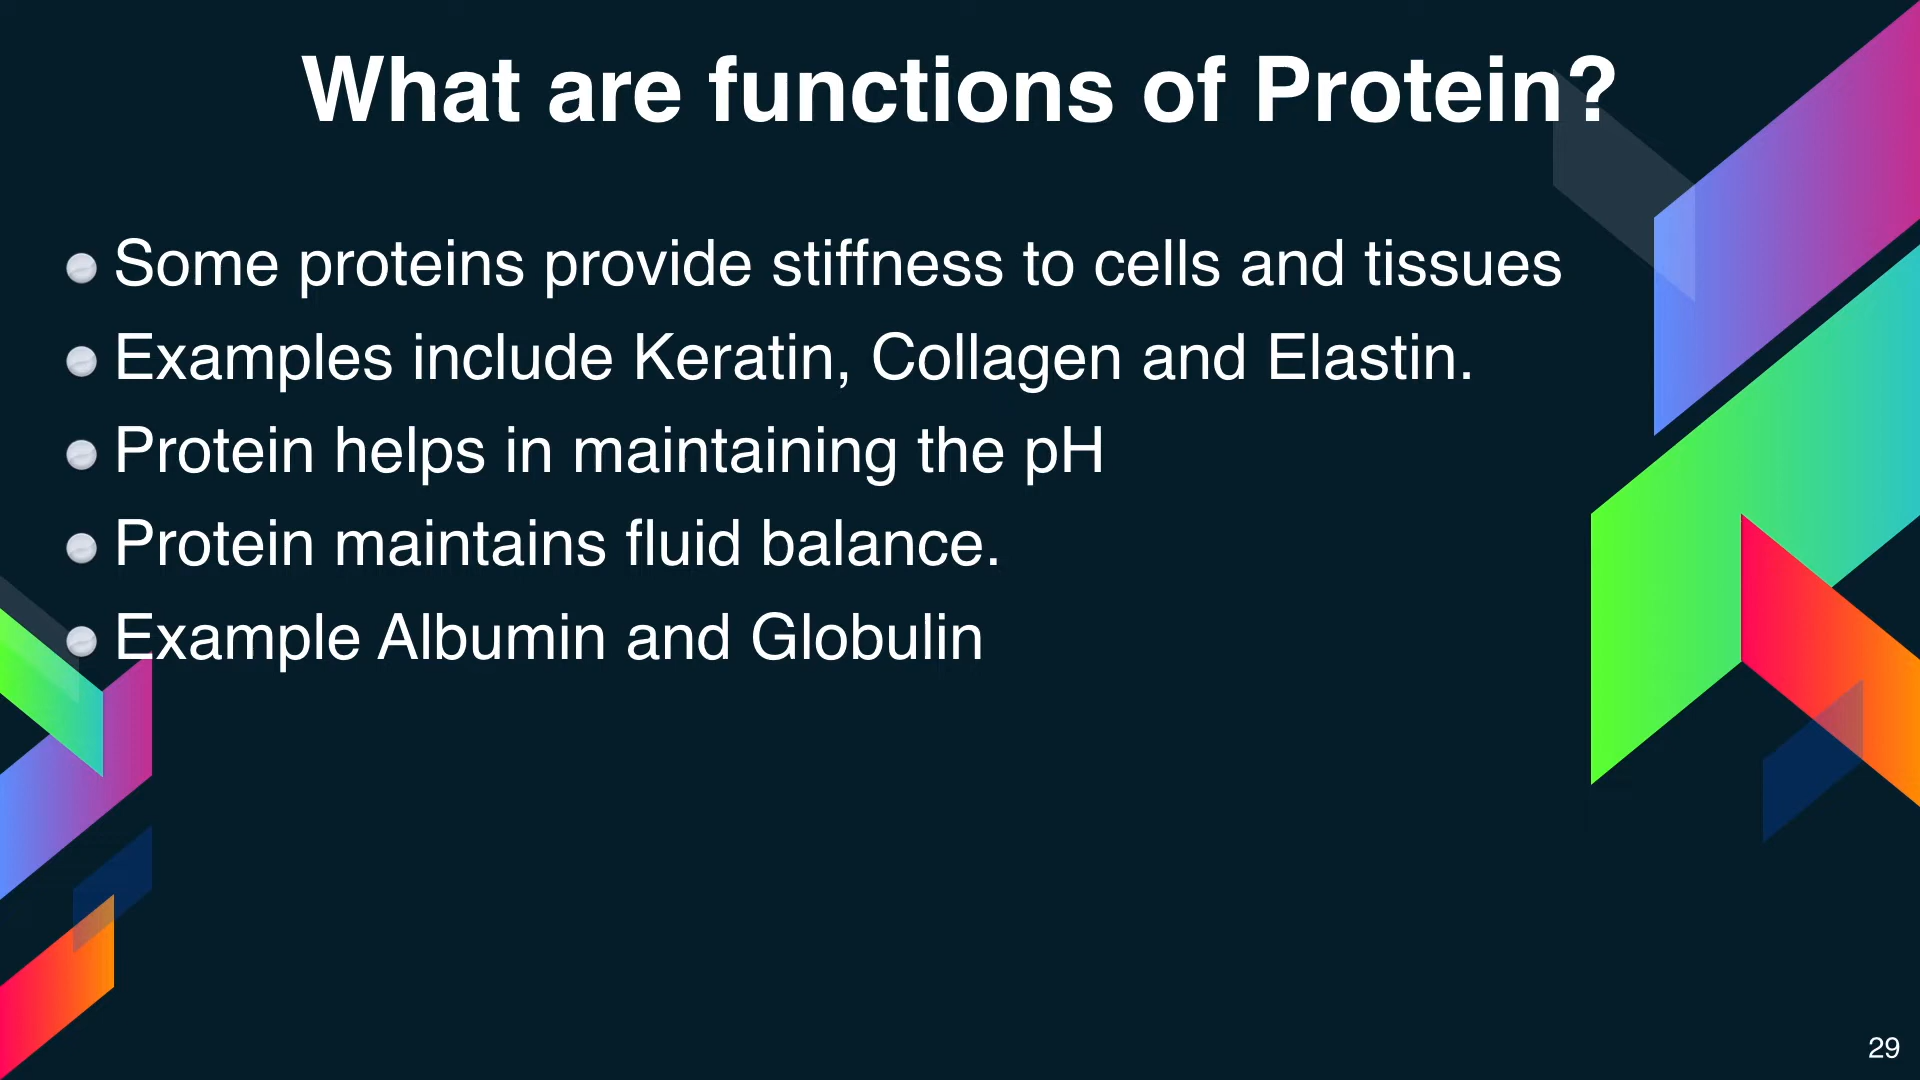 What are functions of Protein?
Some proteins provide stiffness to cells and tissues
Examples include Keratin, Collagen and Elastin.
Protein helps in maintaining the pH
Protein maintains fluid balance.
Example Albumin and Globulin
29